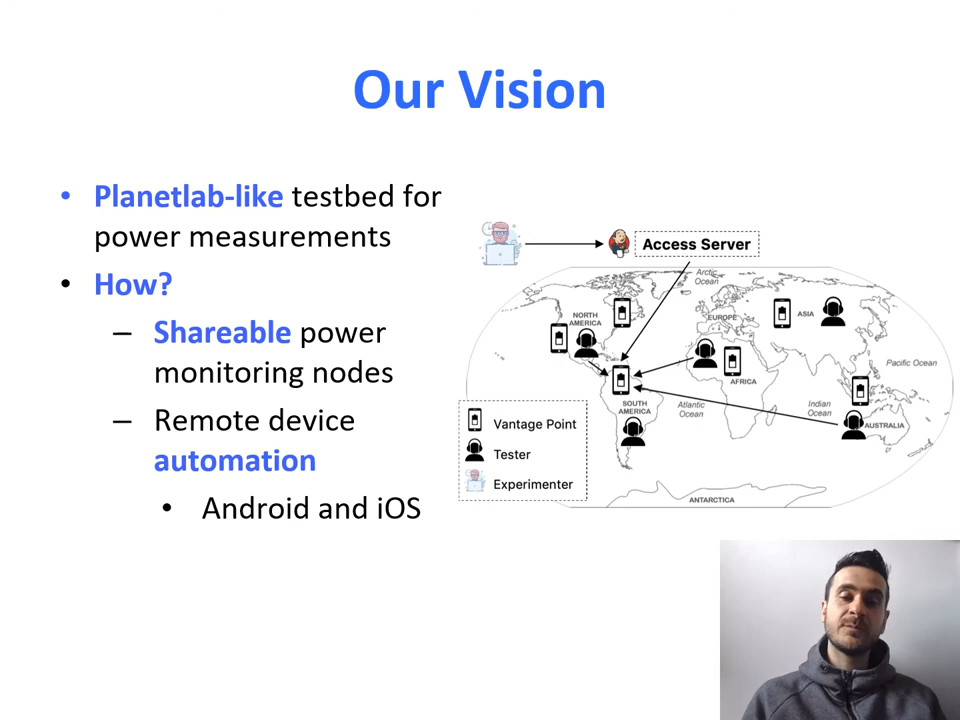 Our Vision
• Planetlab-like testbed for
power measurements
• How?
– Shareable power
monitoring nodes
– Remote device
automation
• Android and iOS
Access Server
Arctic
Ocean
NORTH
AMERICA
EUROPE
ASIA
Pacific Ocean
AFRICA
SOUTH
AMERICA
Atlantic
Ocean
Indian
Ocean
AUSTRALIA
ANTARCTICA
Vantage Point
Tester
Experimenter